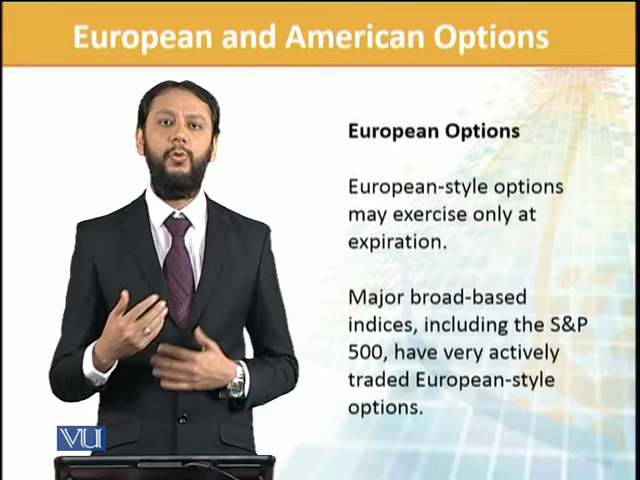 European and American Options
European Options
European-style options
may exercise only at
expiration.
Major broad-based
indices, including the S&P
500, have very actively
traded European-style
options.
VU